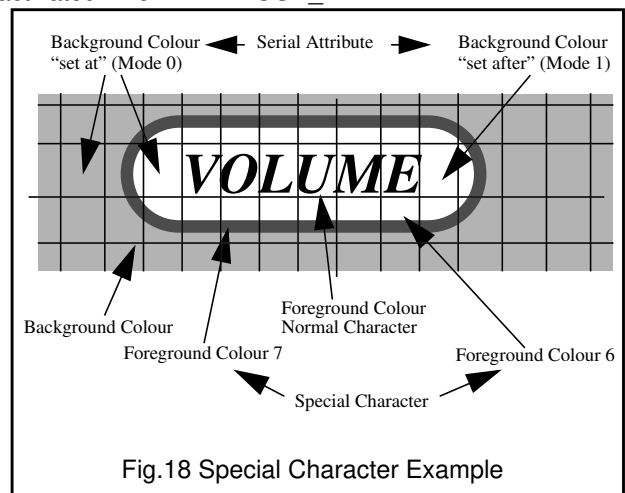 Background Colour
"set at" (Mode 0)
Serial Attribute
Background Colour
"set after" (Mode 1)
VOLUME
Background Colour
Foreground Colour 7
Foreground Colour
Normal Character
Foreground Colour 6
Special Character
Fig.18 Special Character Example